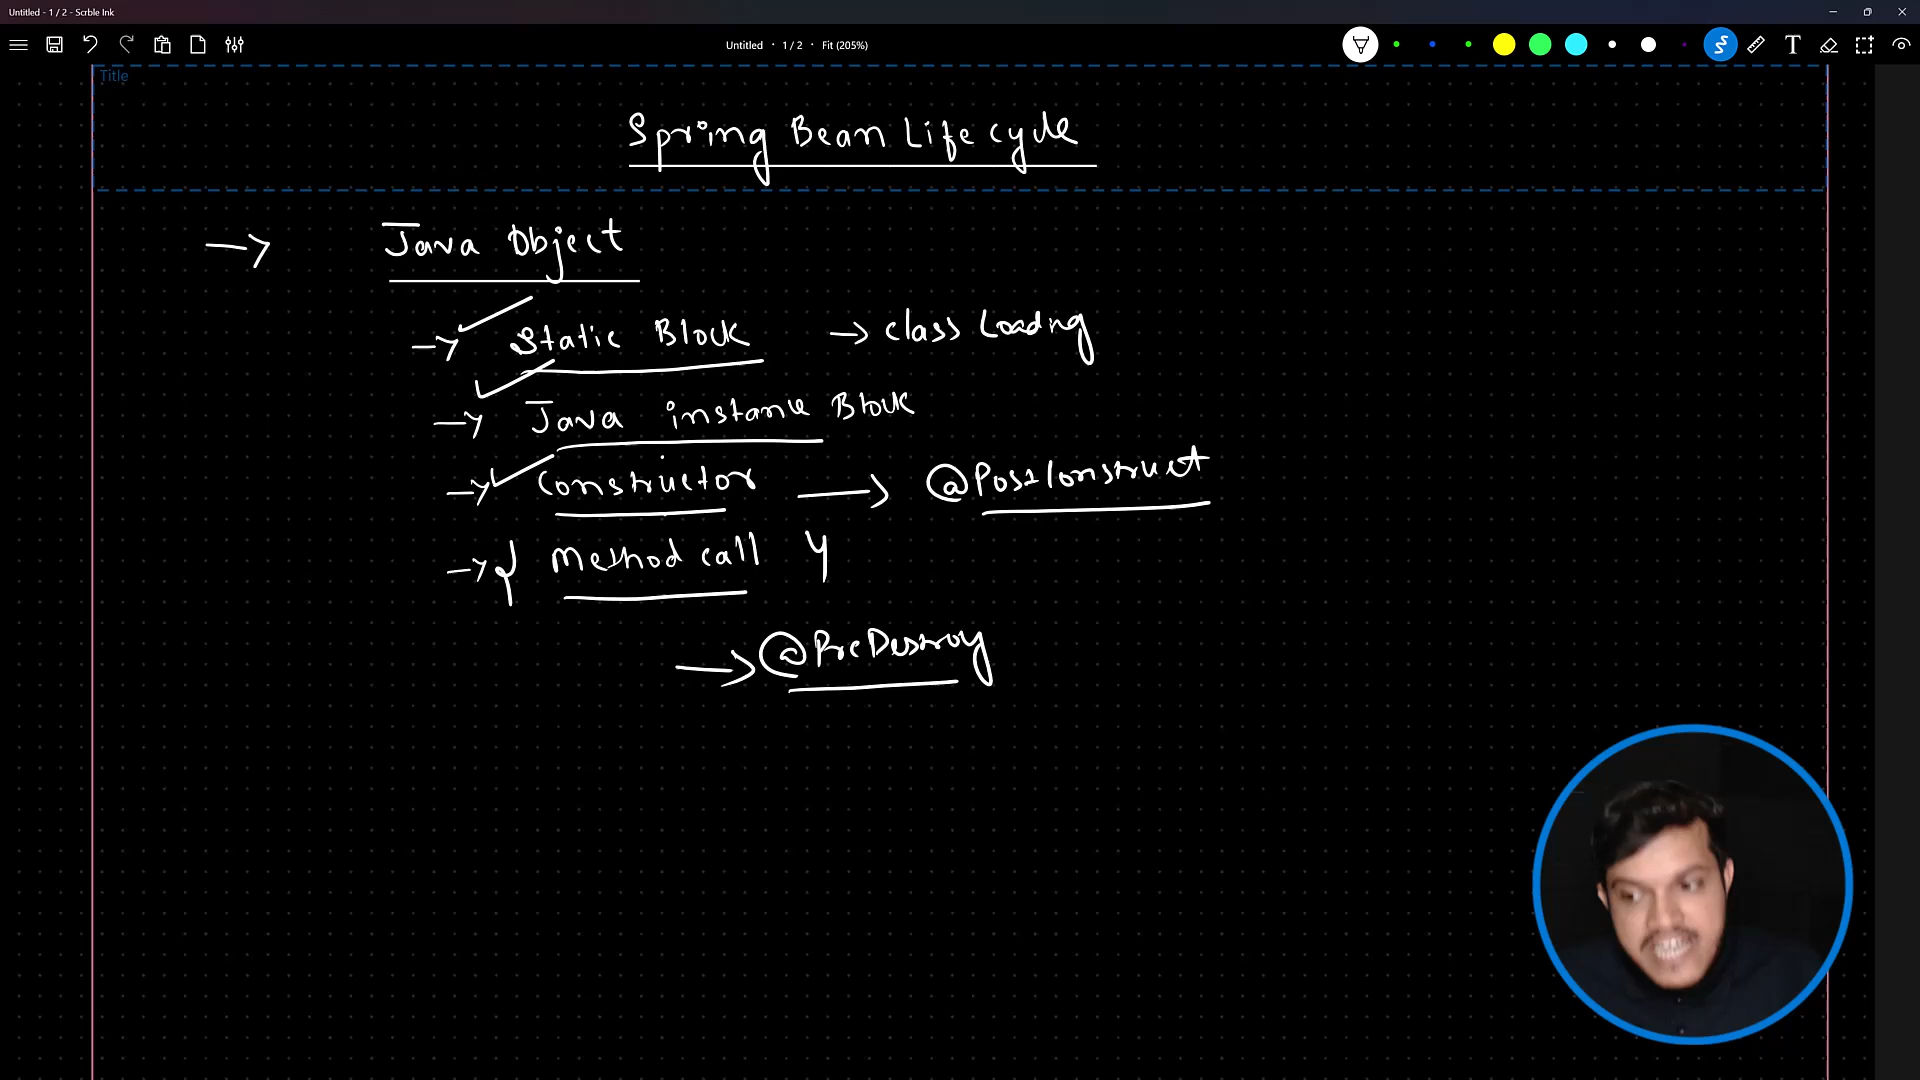 Untitled - 1 / 2 - Scrble Ink
Untitled · 1 / 2 · Fit (205%)
T
Title
Spring Bean Life cycle
→ Java Object
→ Static Block → class Loading
→ Java instance Block
→ Constructor → @PostConstruct
→ { Method call }
→ @PreDestroy